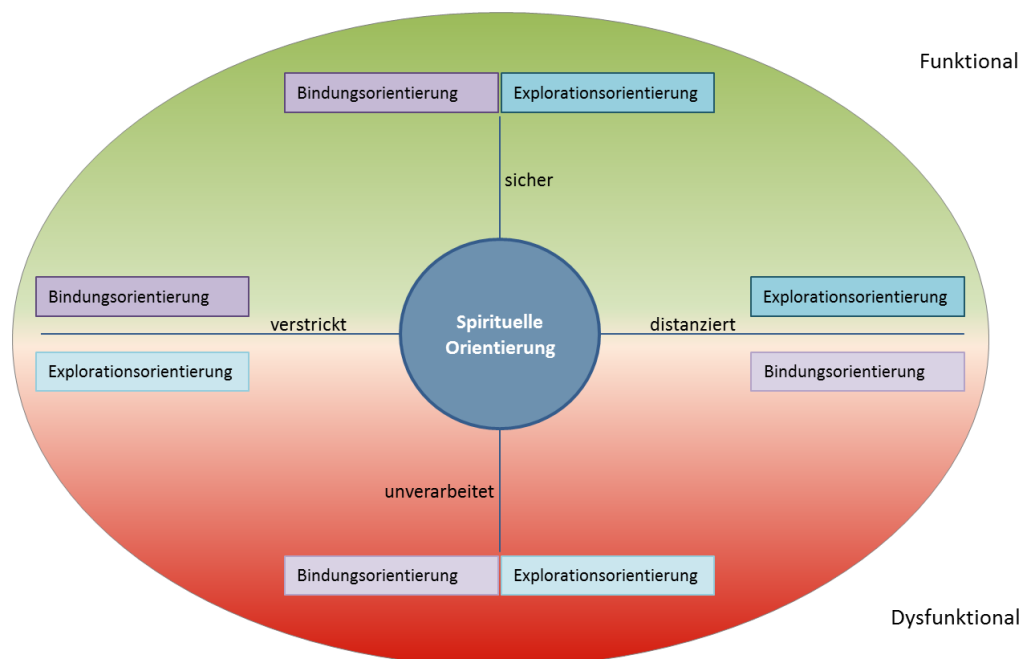 Funktional
Bindungsorientierung
Explorationsorientierung
sicher
Bindungsorientierung
Explorationsorientierung
verstrickt
Spirituelle
Orientierung
distanziert
Explorationsorientierung
Bindungsorientierung
unverarbeitet
Bindungsorientierung
Explorationsorientierung
Dysfunktional